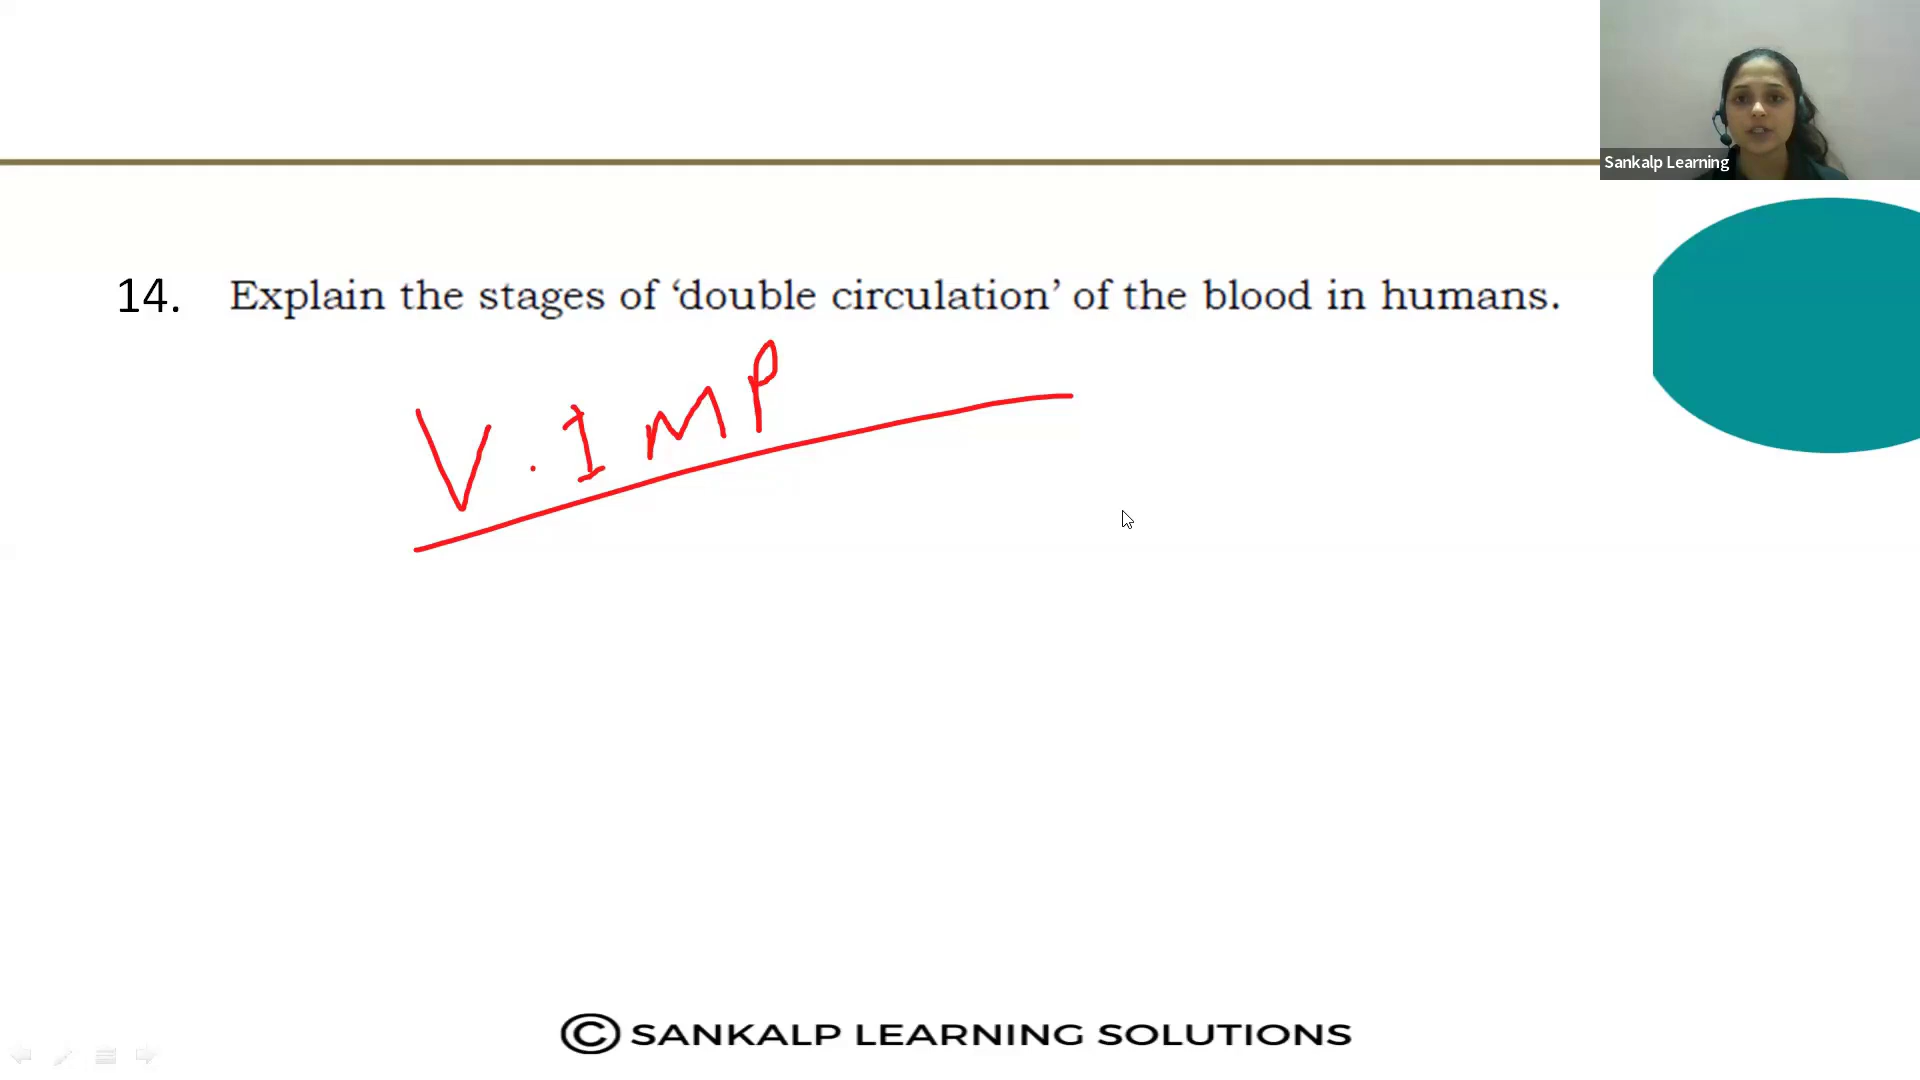 Sankalp Learning
14. Explain the stages of ‘double circulation’ of the blood in humans.
V. IMP
© SANKALP LEARNING SOLUTIONS